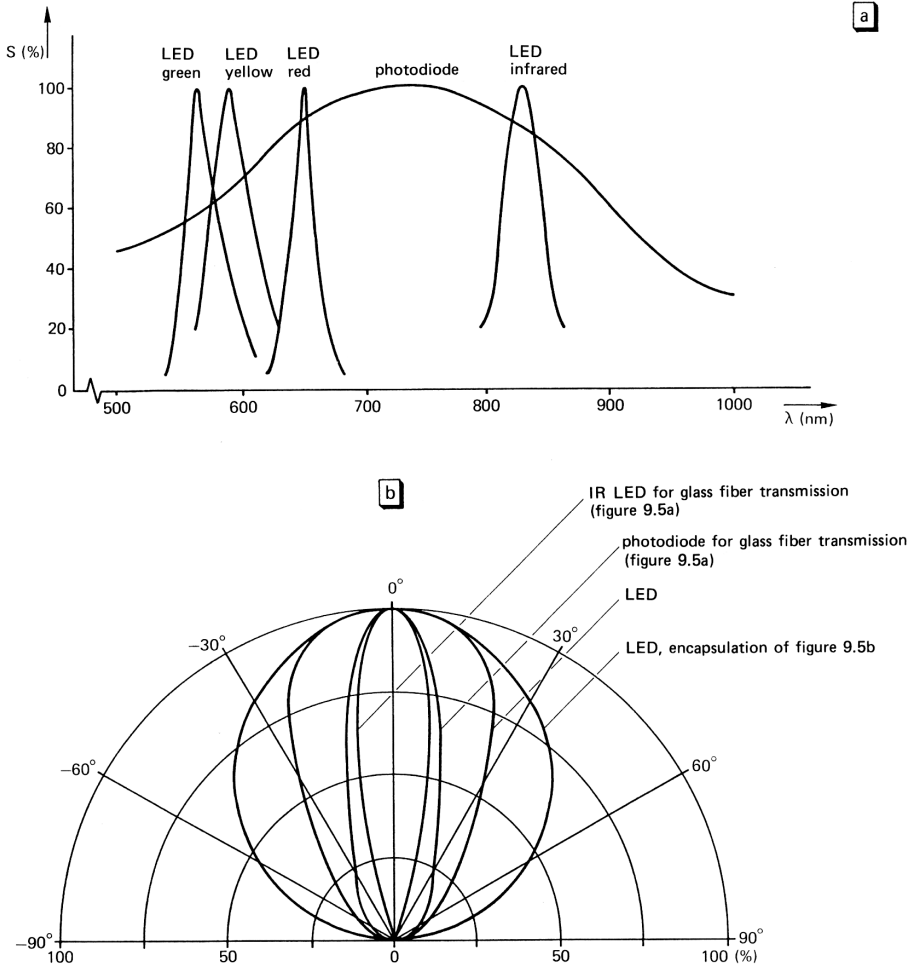 a
S (%)
LED
green
LED
yellow
LED
red
photodiode
LED
infrared
100
80
60
40
20
0
500
600
700
800
900
1000
λ (nm)
b
IR LED for glass fiber transmission
(figure 9.5a)
photodiode for glass fiber transmission
(figure 9.5a)
LED
LED, encapsulation of figure 9.5b
0°
−30°
30°
−60°
60°
−90°
90°
100
50
0
50
100 (%)